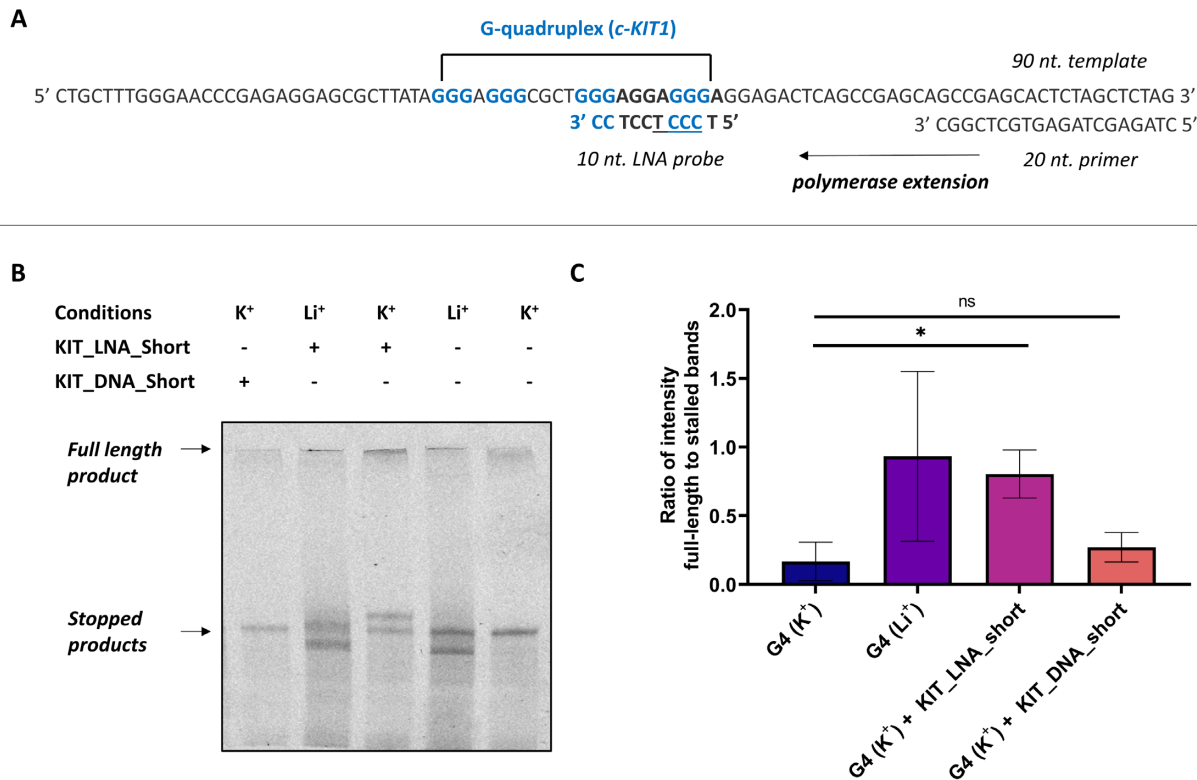 A
G-quadruplex (c-KIT1)
90 nt. template
5’ CTGCTTTGGGAACCCGAGAGGAGCGCTTATAGGGAGGGCGCTGGGAGGAGGGAGGAGACTCAGCCGAGCAGCCGAGCACTCTAGCTCTAG 3’
3’ CC TCCT CCC T 5’
3’ CGGCTCGTGAGATCGAGATC 5’
10 nt. LNA probe
20 nt. primer
polymerase extension
B
Conditions K⁺ Li⁺ K⁺ Li⁺ K⁺
KIT_LNA_Short - + + - -
KIT_DNA_Short + - - - -
Full length
product
Stopped
products
C
Ratio of intensity
full-length to stalled bands
2.0
1.5
1.0
0.5
0.0
ns
*
G4 (K⁺)
G4 (Li⁺)
G4 (K⁺) + KIT_LNA_short
G4 (K⁺) + KIT_DNA_short